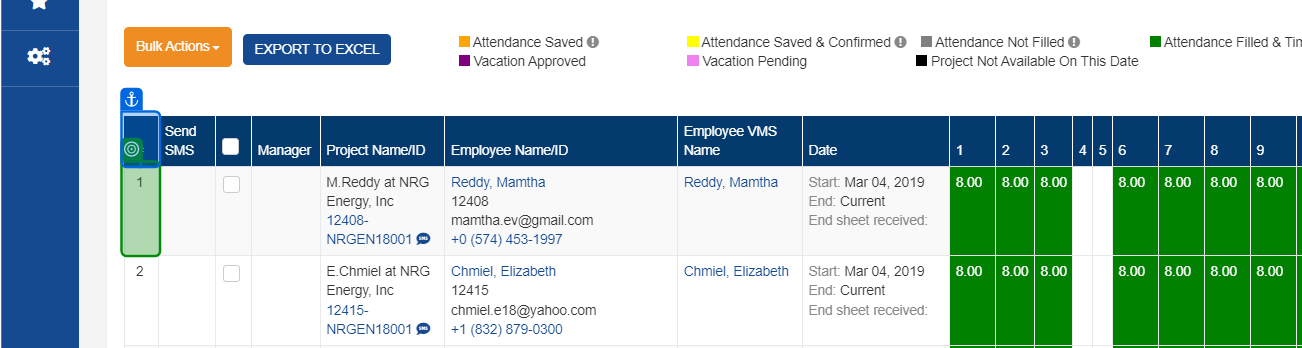 Bulk Actions
EXPORT TO EXCEL
Attendance Saved
Attendance Saved & Confirmed
Attendance Not Filled
Attendance Filled &
Vacation Approved
Vacation Pending
Project Not Available On This Date
Send SMS
Manager
Project Name/ID
Employee Name/ID
Employee VMS Name
Date
1
2
3
4
5
6
7
8
9
1
M.Reddy at NRG
Energy, Inc
12408-
NRGEN18001
SMS
Reddy, Mamtha
12408
mamtha.ev@gmail.com
+0 (574) 453-1997
Reddy, Mamtha
Start: Mar 04, 2019
End: Current
End sheet received:
8.00
8.00
8.00
8.00
8.00
8.00
8.00
2
E.Chmiel at NRG
Energy, Inc
12415-
NRGEN18001
SMS
Chmiel, Elizabeth
12415
chmiel.e18@yahoo.com
+1 (832) 879-0300
Chmiel, Elizabeth
Start: Mar 04, 2019
End: Current
End sheet received:
8.00
8.00
8.00
8.00
8.00
8.00
8.00